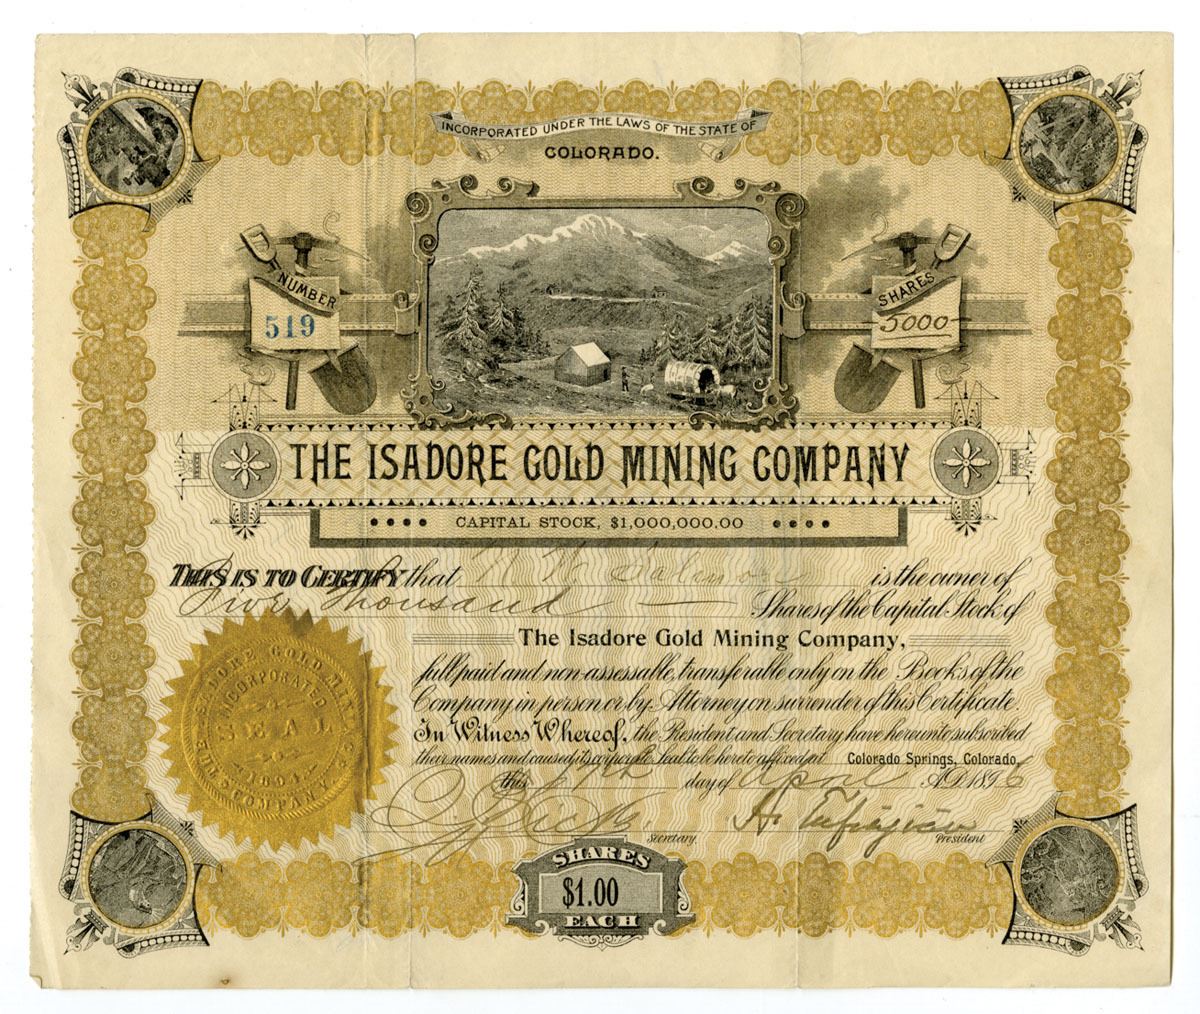 INCORPORATED UNDER THE LAWS OF THE STATE OF
COLORADO.
NUMBER
519
SHARES
5000
THE ISADORE GOLD MINING COMPANY
CAPITAL STOCK, $1,000,000.00
THIS IS TO CERTIFY that is the owner of
Five Thousand Shares of the Capital Stock of
The Isadore Gold Mining Company,
full paid and non-assessable, transferable only on the Books of the
Company in person or by Attorney on surrender of this Certificate.
In Witness Whereof, the President and Secretary have hereunto subscribed
their names and caused its corporate Seal to be hereto affixed at Colorado Springs, Colorado,
this day of April A.D. 1896
Secretary. President
THE ISADORE GOLD MINING COMPANY
INCORPORATED
SEAL
SHARES
$1.00
EACH